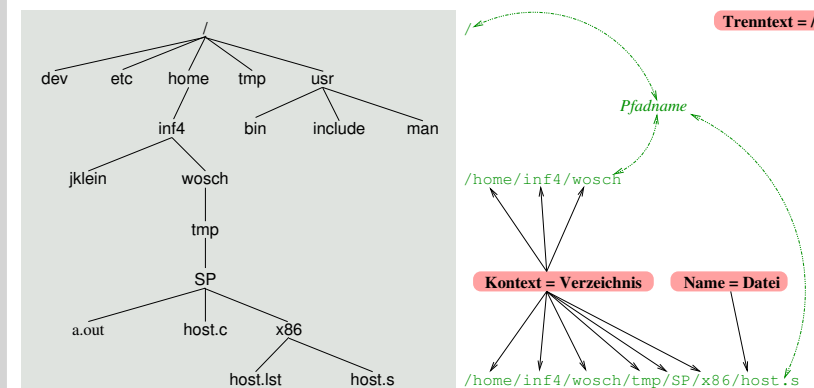 /
dev etc home tmp usr
inf4 bin include man
jklein wosch
tmp
SP
a.out host.c x86
host.lst host.s
/
Trenntext = /
Pfadname
/home/inf4/wosch
Kontext = Verzeichnis Name = Datei
/home/inf4/wosch/tmp/SP/x86/host.s